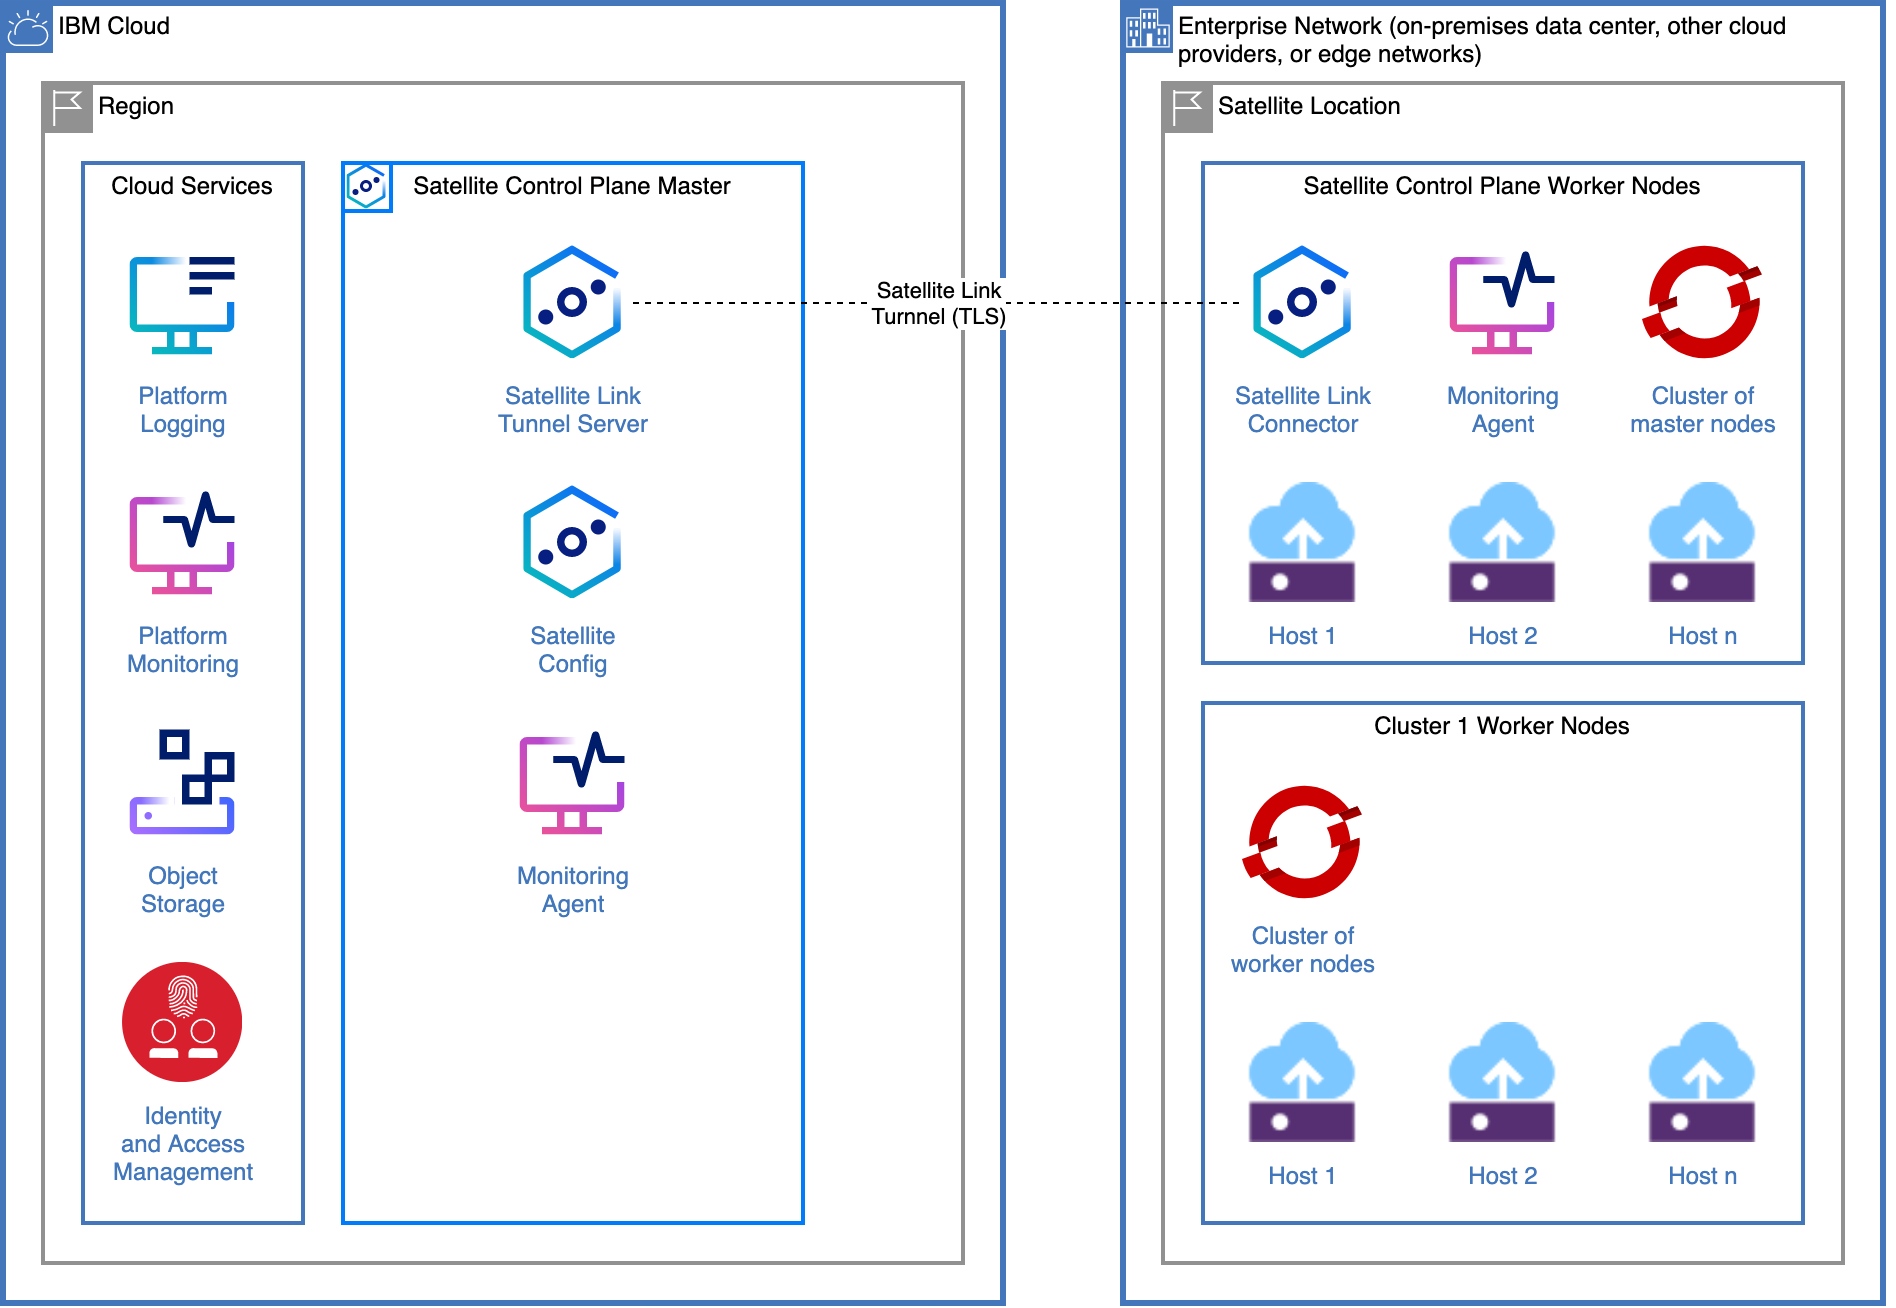 IBM Cloud
Region
Cloud Services
Platform
Logging
Platform
Monitoring
Object
Storage
Identity
and Access
Management
Satellite Control Plane Master
Satellite Link
Tunnel Server
Satellite
Config
Monitoring
Agent
Satellite Link
Turnnel (TLS)
Enterprise Network (on-premises data center, other cloud
providers, or edge networks)
Satellite Location
Satellite Control Plane Worker Nodes
Satellite Link
Connector
Monitoring
Agent
Cluster of
master nodes
Host 1
Host 2
Host n
Cluster 1 Worker Nodes
Cluster of
worker nodes
Host 1
Host 2
Host n